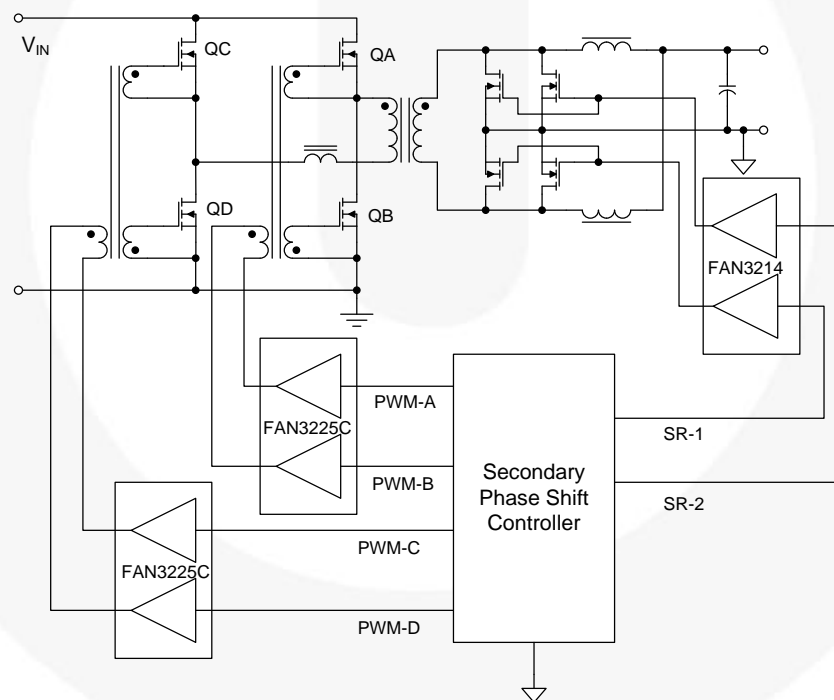 VIN
QC
QA
QD
QB
FAN3214
PWM-A
FAN3225C
PWM-B
SR-1
Secondary
Phase Shift
Controller
SR-2
PWM-C
FAN3225C
PWM-D